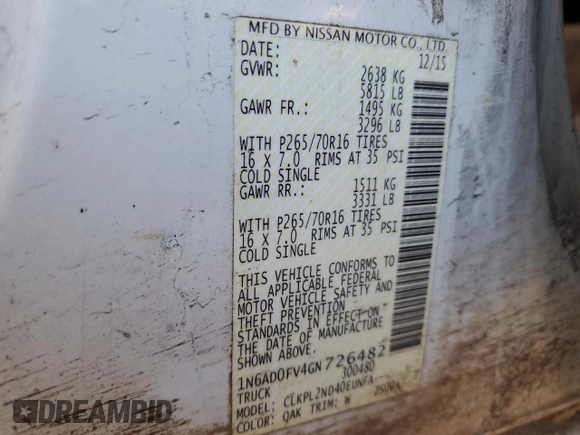 MFD BY NISSAN MOTOR CO., LTD.
DATE: 12/15
GVWR: 2638 KG
5815 LB
GAWR FR.: 1495 KG
3296 LB
WITH P265/70R16 TIRES
16 X 7.0 RIMS AT 35 PSI
COLD SINGLE
GAWR RR.: 1511 KG
3331 LB
WITH P265/70R16 TIRES
16 X 7.0 RIMS AT 35 PSI
COLD SINGLE
THIS VEHICLE CONFORMS TO
ALL APPLICABLE FEDERAL
MOTOR VEHICLE SAFETY AND
THEFT PREVENTION
STANDARDS IN EFFECT ON
THE DATE OF MANUFACTURE
1N6AD0FV4GN726482
TRUCK 300480
MODEL: CLKPL2ND40EUNFA
COLOR: QAK TRIM: W 2500A